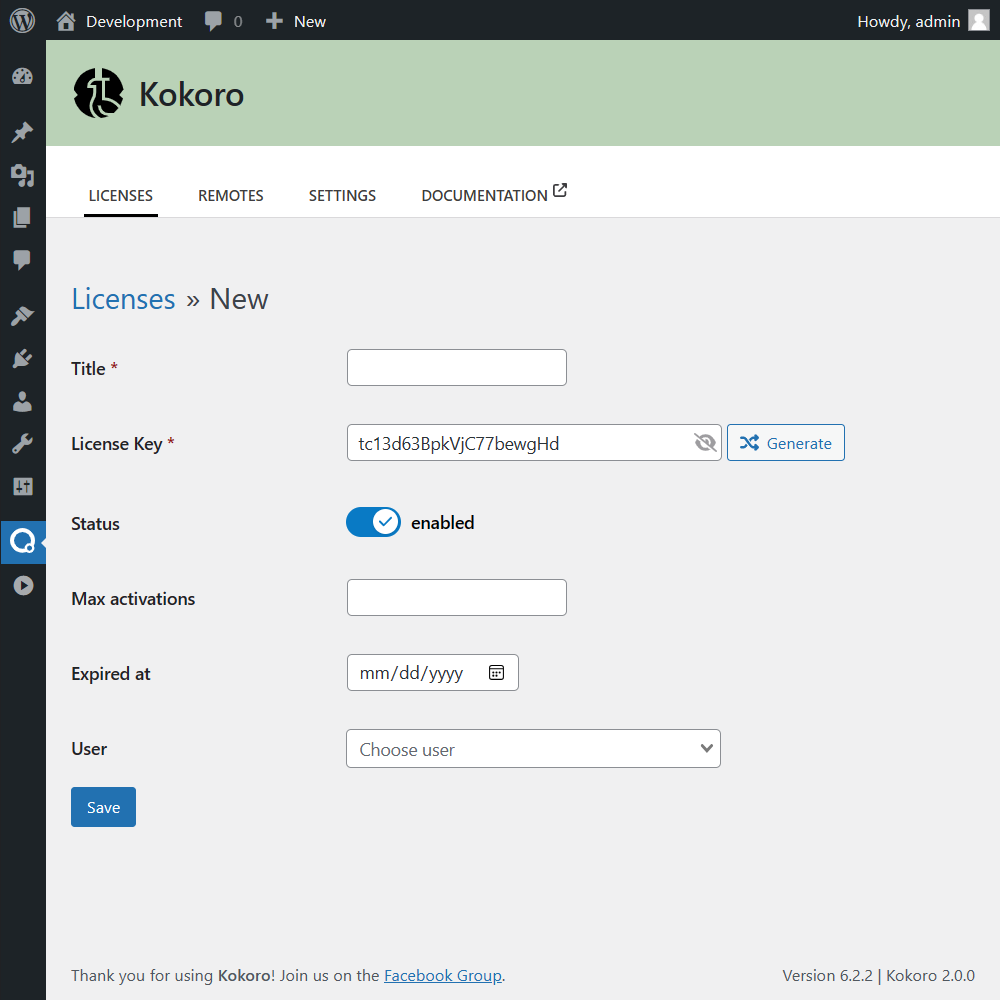 Development 0 New Howdy, admin
Kokoro
LICENSES REMOTES SETTINGS DOCUMENTATION
Licenses » New
Title *
License Key * tc13d63BpkVjC77bewgHd Generate
Status enabled
Max activations
Expired at mm/dd/yyyy
User Choose user
Save
Thank you for using Kokoro! Join us on the Facebook Group. Version 6.2.2 | Kokoro 2.0.0